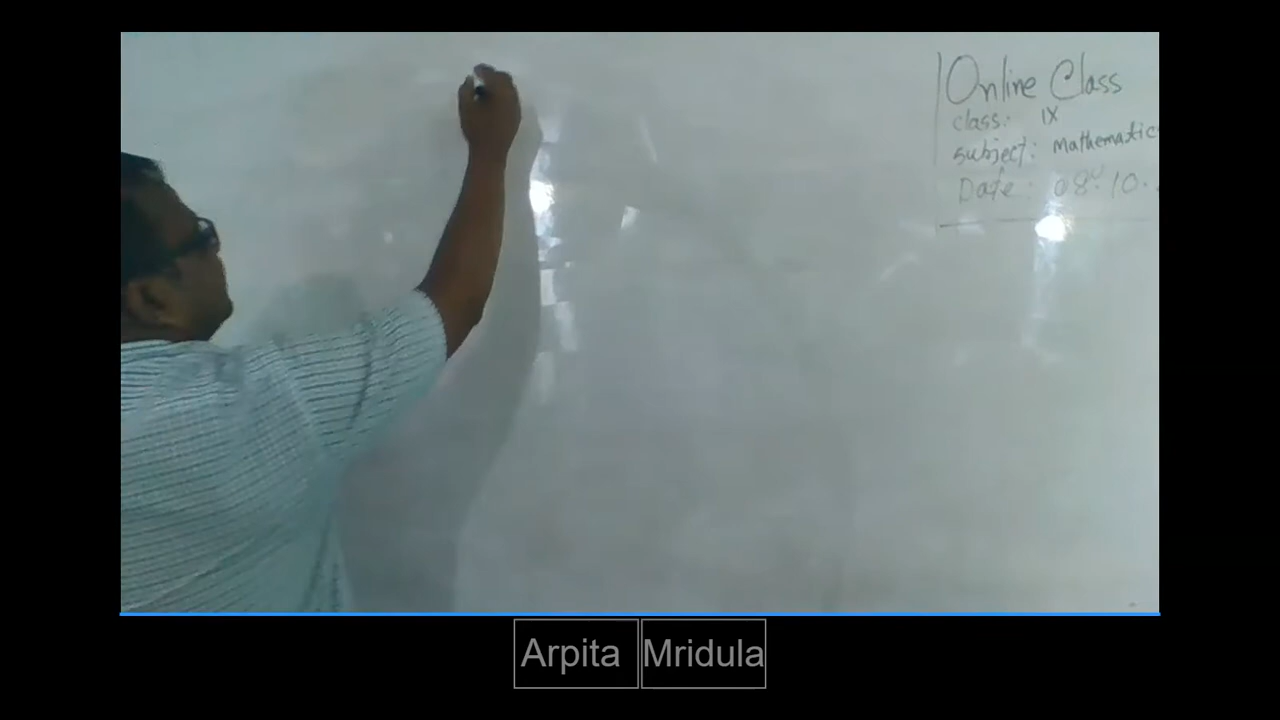 Online Class
class: IX
subject: Mathematic
Date: 08.10.
Arpita
Mridula